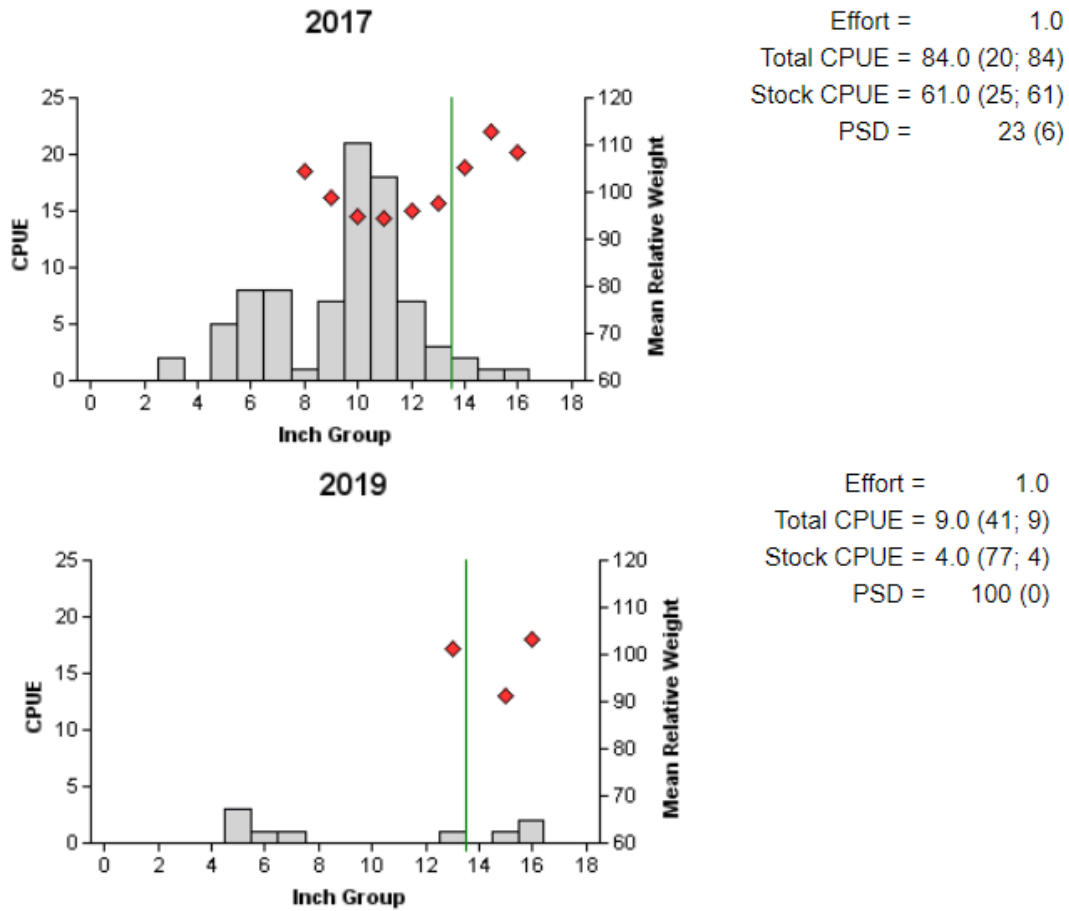 2017
Effort = 1.0
Total CPUE = 84.0 (20; 84)
Stock CPUE = 61.0 (25; 61)
PSD = 23 (6)
25
20
15
10
5
0
CPUE
120
110
100
90
80
70
60
Mean Relative Weight
0 2 4 6 8 10 12 14 16 18
Inch Group
2019
Effort = 1.0
Total CPUE = 9.0 (41; 9)
Stock CPUE = 4.0 (77; 4)
PSD = 100 (0)
25
20
15
10
5
0
CPUE
120
110
100
90
80
70
60
Mean Relative Weight
0 2 4 6 8 10 12 14 16 18
Inch Group